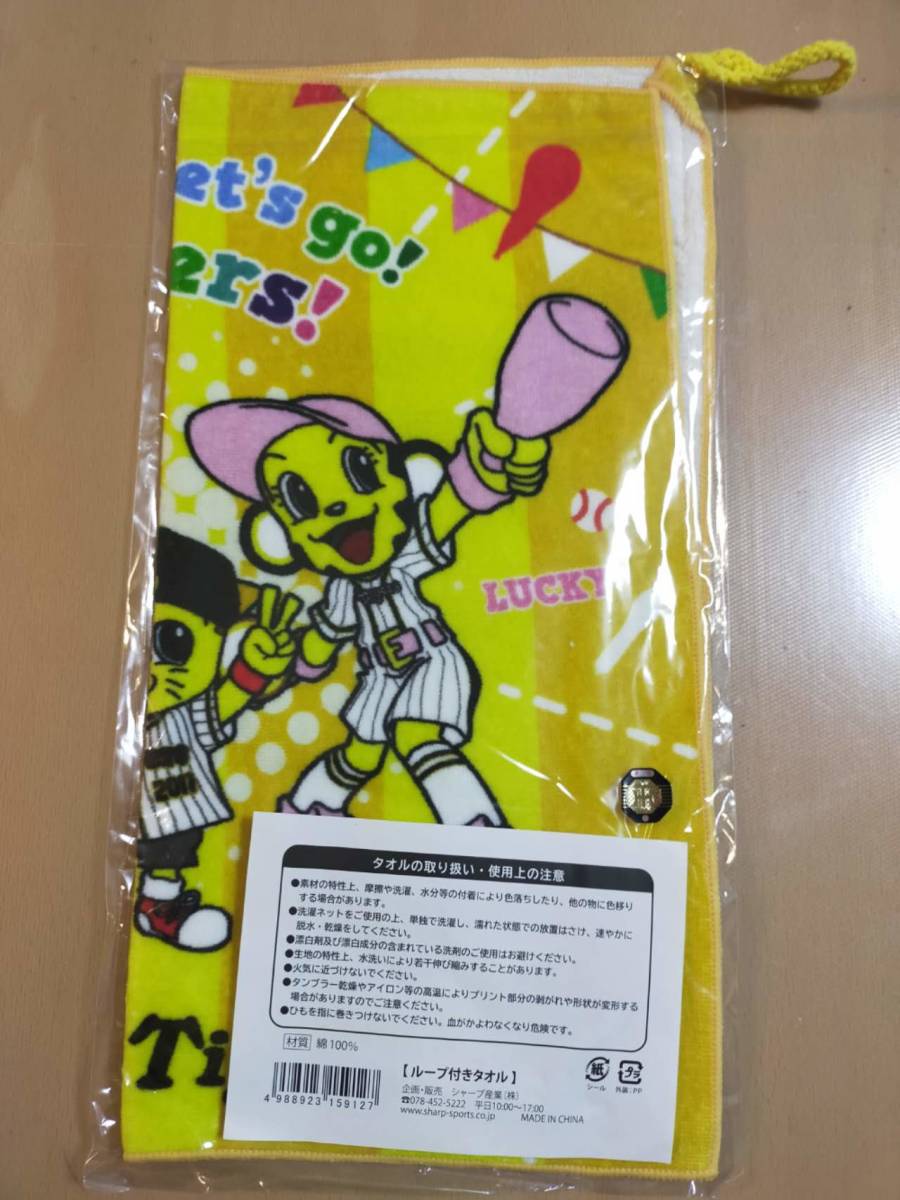 et's go!
ers!
LUCKY
2011
Ti
タオルの取り扱い・使用上の注意
●素材の特性上、摩擦や洗濯、水分等の付着により色落ちしたり、他の物に色移り
する場合があります。
●洗濯ネットをご使用の上、単独で洗濯し、濡れた状態での放置はさけ、速やかに
脱水・乾燥をしてください。
●漂白剤及び漂白成分の含まれている洗剤のご使用はお避けください。
●生地の特性上、水洗いにより若干伸び縮みすることがあります。
●火気に近づけないでください。
●タンブラー乾燥やアイロン等の高温によりプリント部分の剥がれや形状が変形する
場合がありますのでご注意ください。
●ひもを指に巻きつけないでください。血がかよわなくなり危険です。
材質 綿100%
4 988923 159127
【 ループ付きタオル 】
企画・販売 シャープ産業(株)
☎078-452-5222 平日10:00〜17:00
www.sharp-sports.co.jp MADE IN CHINA
紙
シール
プラ
外装:PP